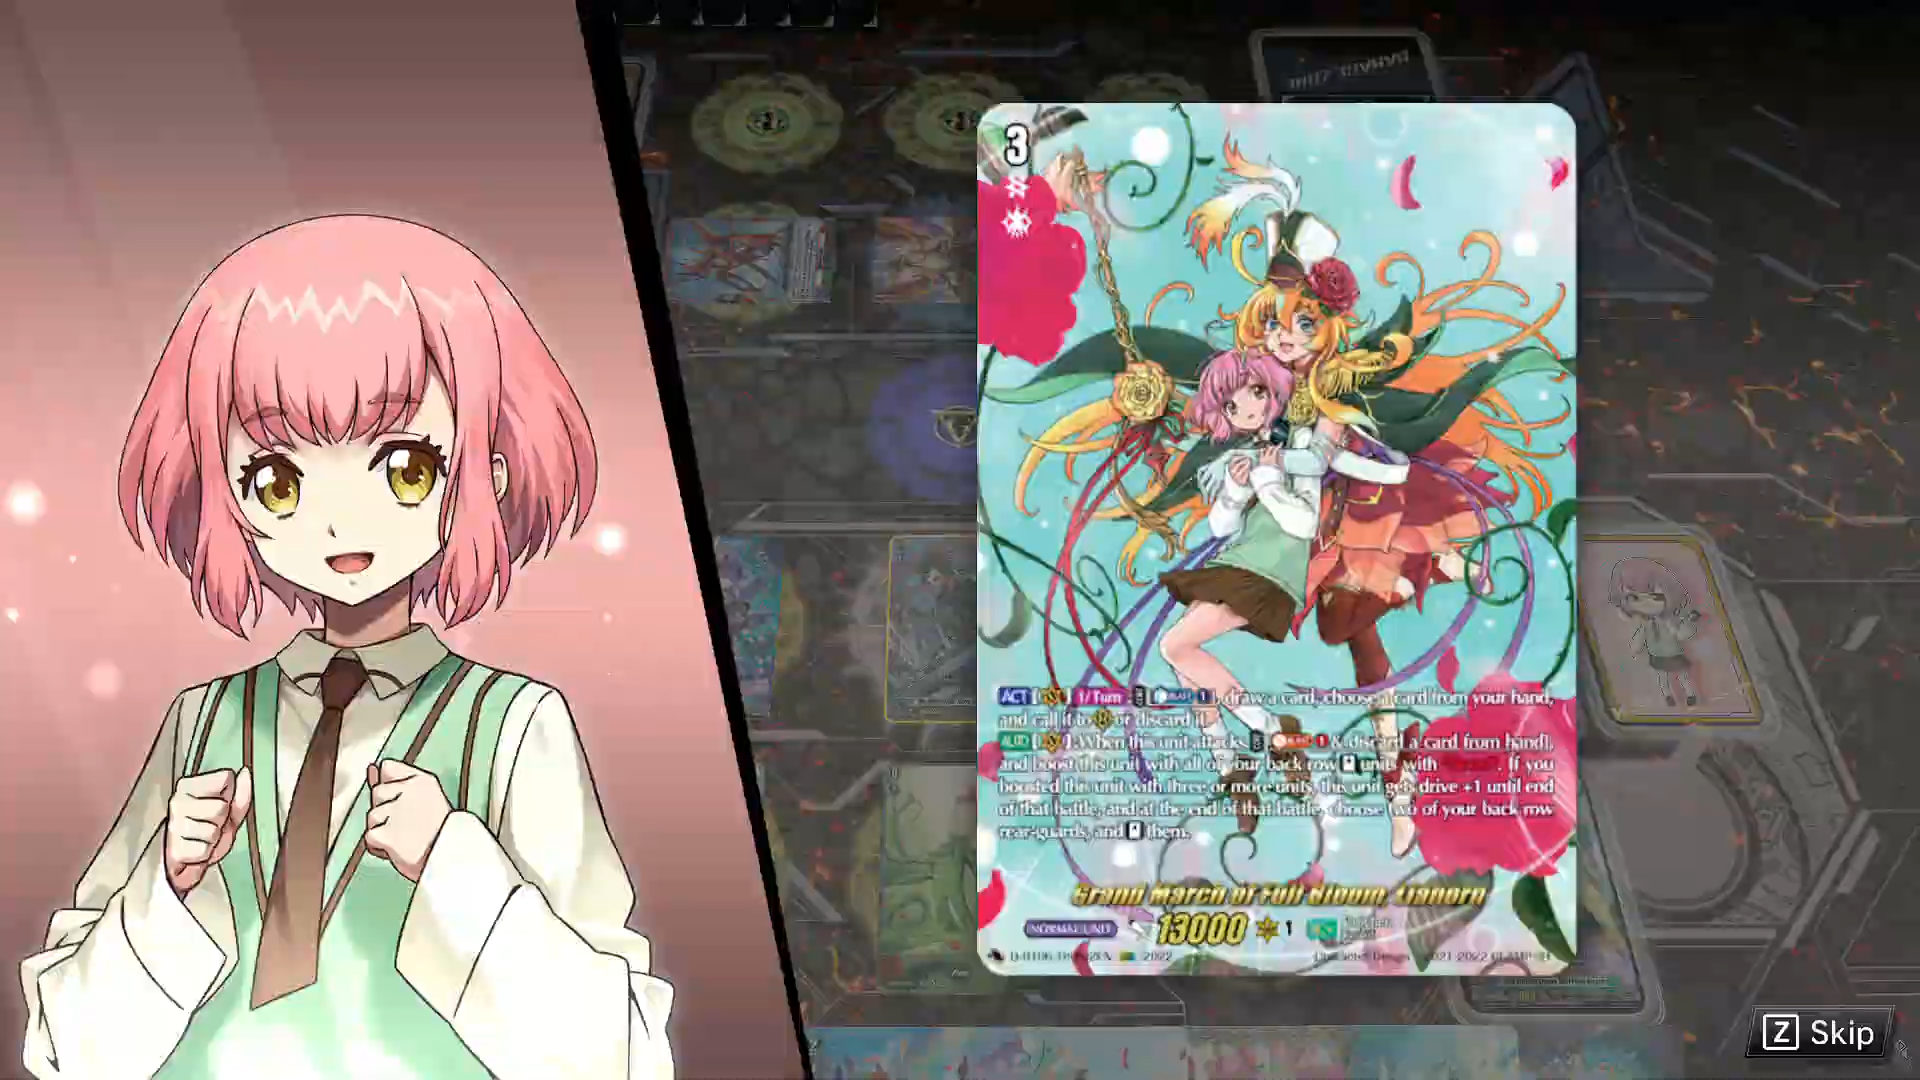 3
ACT 1/Turn 1 draw a card, choose a card from your hand,
and call it to or discard it.
AUTO When this unit attacks 1 & discard a card from hand],
and boost this unit with all of your back row units with . If you
boosted this unit with three or more units, this unit gets drive +1 until end
of that battle, and at the end of that battle, choose two of your back row
rear-guards, and them.
Grand March of Full Bloom, Lianorn
NORMAL UNIT 13000 1
2022
Z Skip